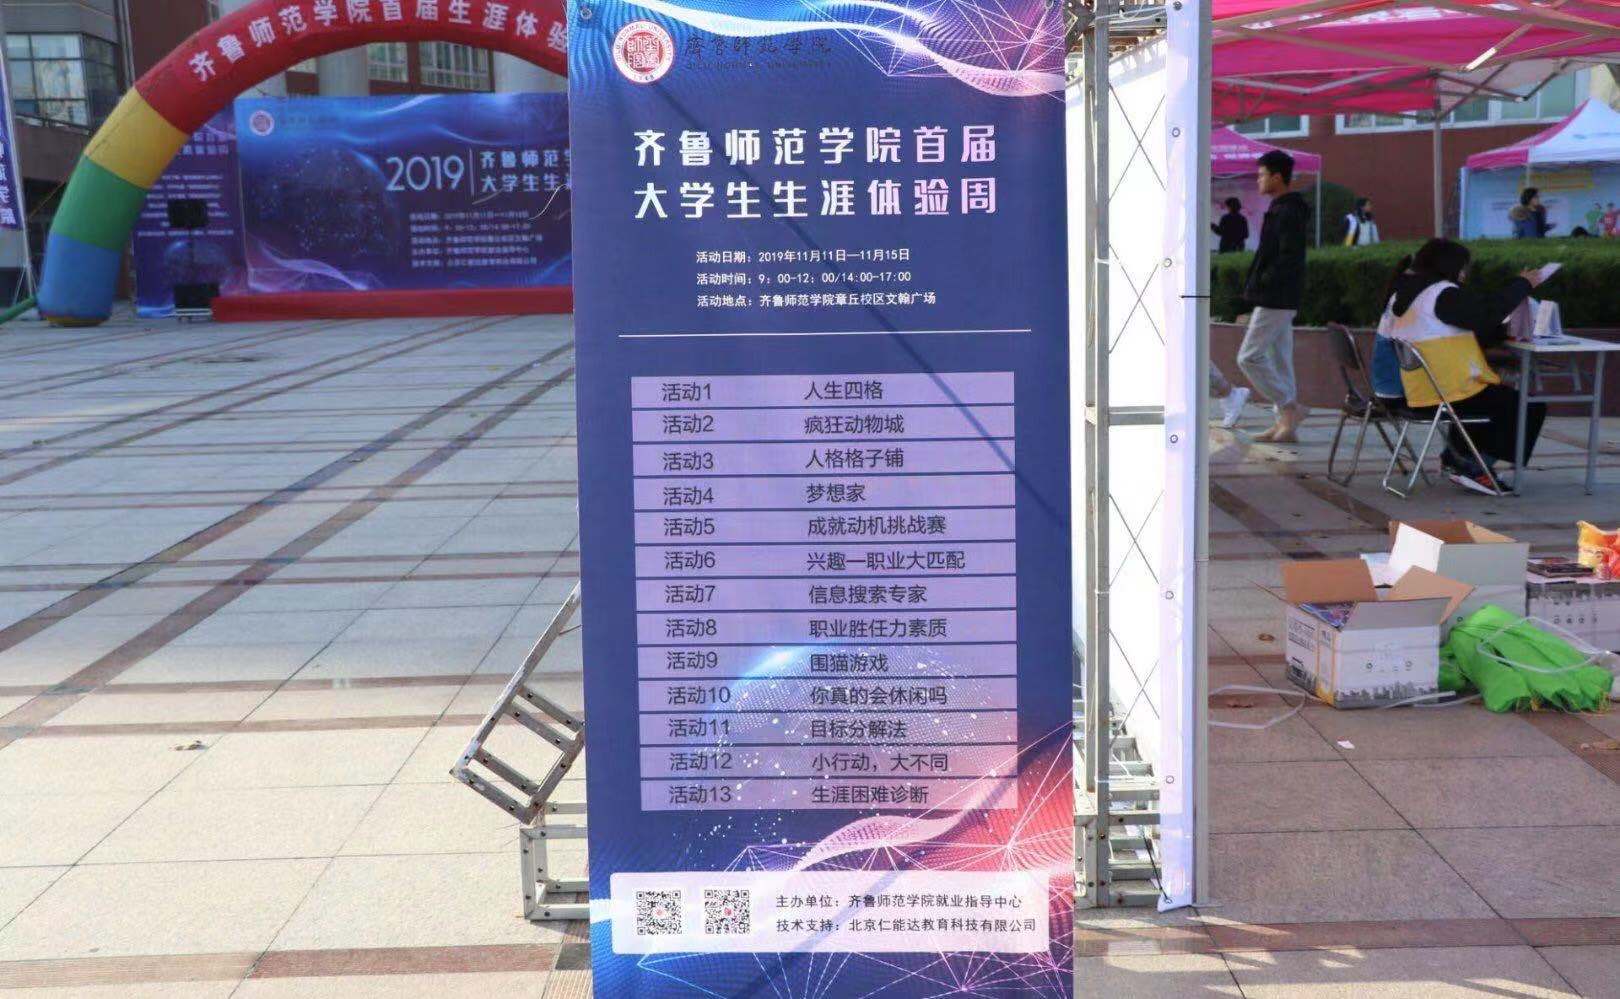 齐鲁师范学院首届生涯体验
2019
齐鲁师范学
大学生生涯
齐鲁师范学院
QILU NORMAL UNIVERSITY
齐鲁师范学院首届
大学生生涯体验周
活动日期：2019年11月11日—11月15日
活动时间：9：00-12：00/14:00-17:00
活动地点：齐鲁师范学院章丘校区文翰广场
活动1 人生四格
活动2 疯狂动物城
活动3 人格格子铺
活动4 梦想家
活动5 成就动机挑战赛
活动6 兴趣—职业大匹配
活动7 信息搜索专家
活动8 职业胜任力素质
活动9 围猫游戏
活动10 你真的会休闲吗
活动11 目标分解法
活动12 小行动，大不同
活动13 生涯困难诊断
主办单位：齐鲁师范学院就业指导中心
技术支持：北京仁能达教育科技有限公司